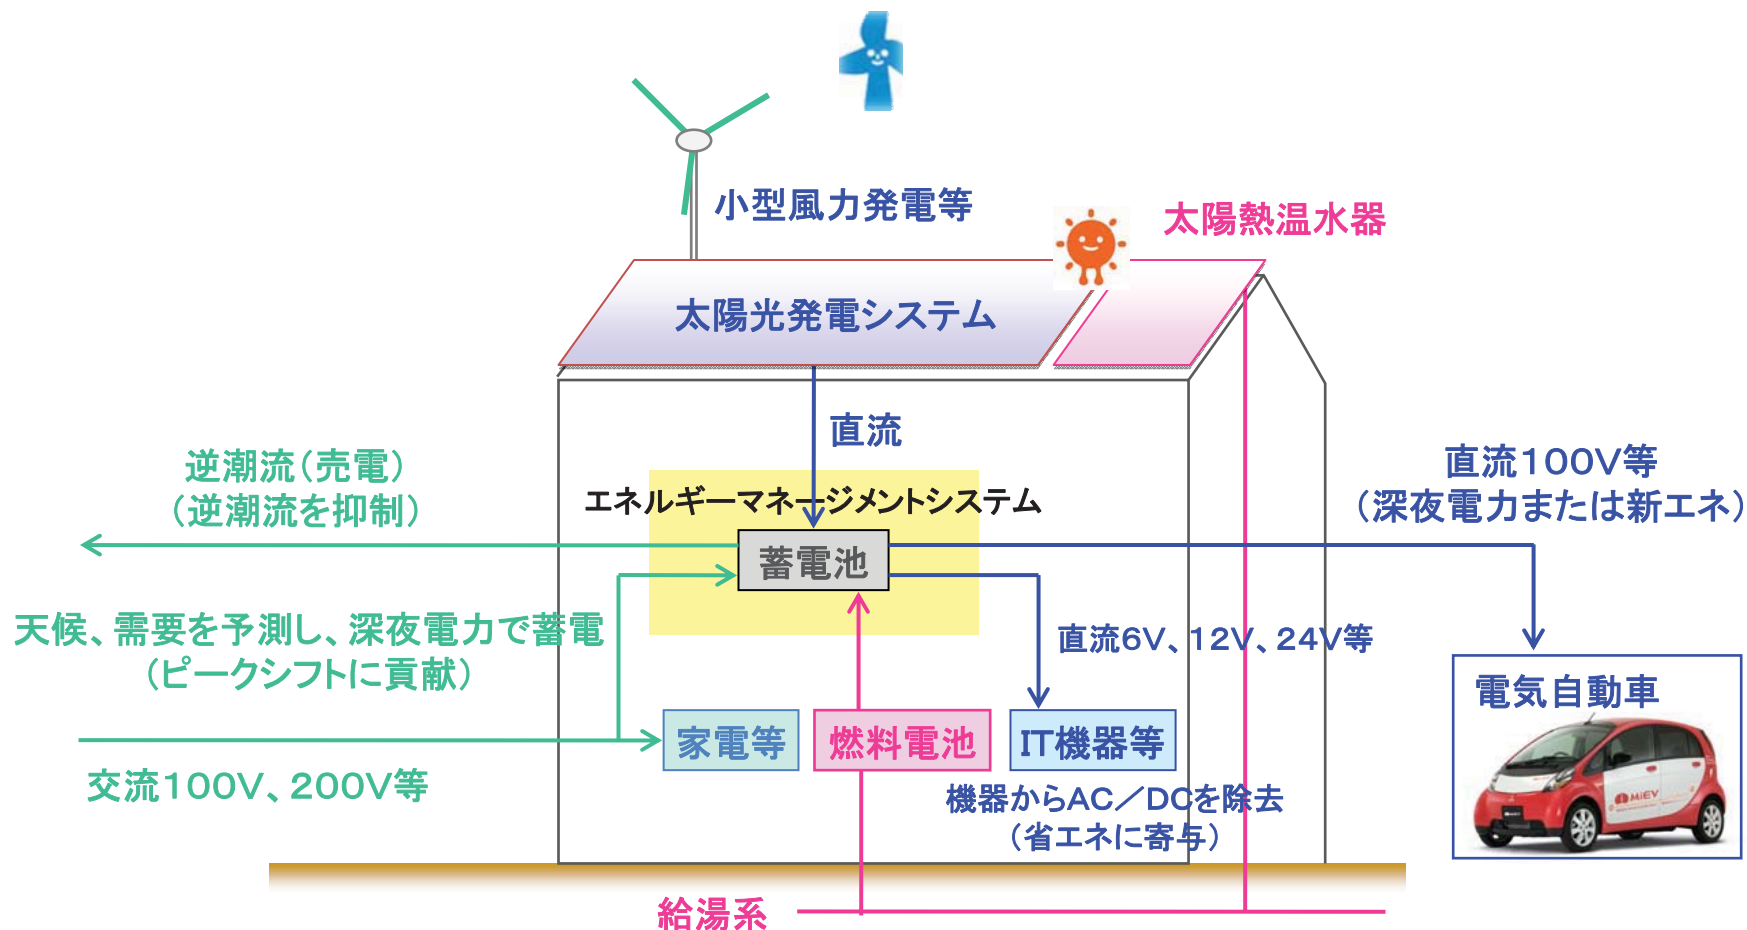 小型風力発電等
太陽熱温水器
太陽光発電システム
直流
逆潮流（売電）
（逆潮流を抑制）
エネルギーマネージメントシステム
直流１００Ｖ等
（深夜電力または新エネ）
蓄電池
天候、需要を予測し、深夜電力で蓄電
（ピークシフトに貢献）
直流６Ｖ、１２Ｖ、２４Ｖ等
電気自動車
家電等
燃料電池
ＩＴ機器等
交流１００Ｖ、２００Ｖ等
機器からＡＣ／ＤＣを除去
（省エネに寄与）
MiEV
給湯系